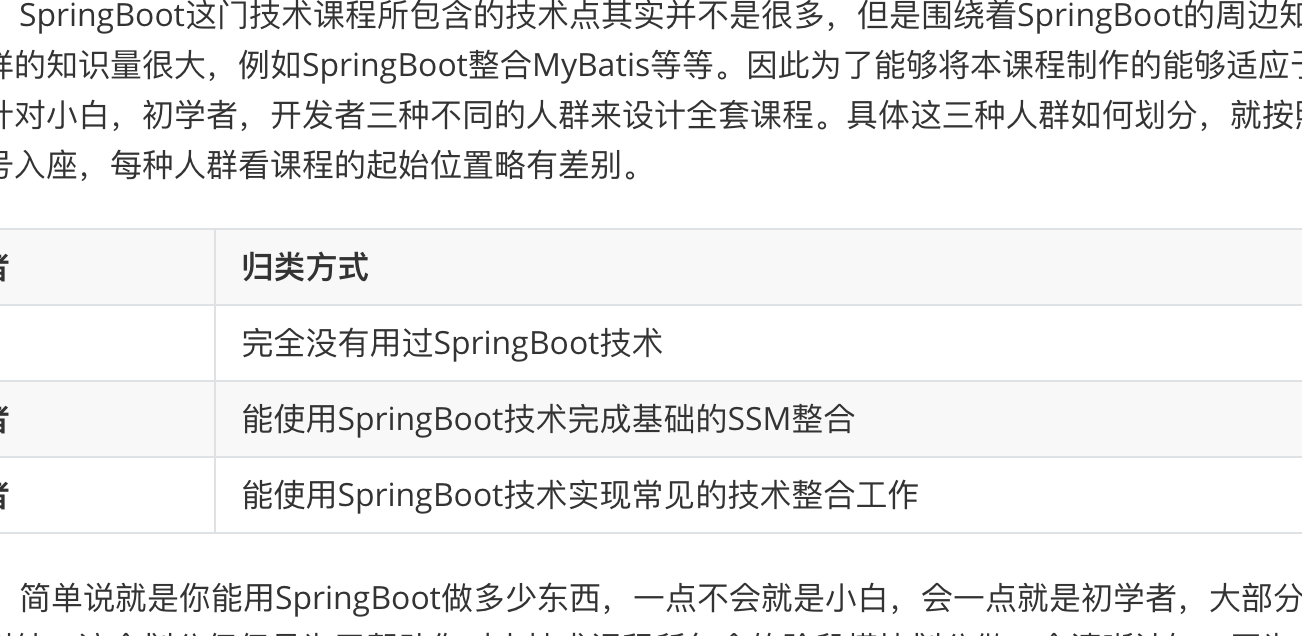 SpringBoot这门技术课程所包含的技术点其实并不是很多，但是围绕着SpringBoot的周边知
样的知识量很大，例如SpringBoot整合MyBatis等等。因此为了能够将本课程制作的能够适应于
针对小白，初学者，开发者三种不同的人群来设计全套课程。具体这三种人群如何划分，就按照
号入座，每种人群看课程的起始位置略有差别。
者 归类方式
完全没有用过SpringBoot技术
者 能使用SpringBoot技术完成基础的SSM整合
者 能使用SpringBoot技术实现常见的技术整合工作
简单说就是你能用SpringBoot做多少东西，一点不会就是小白，会一点就是初学者，大部分